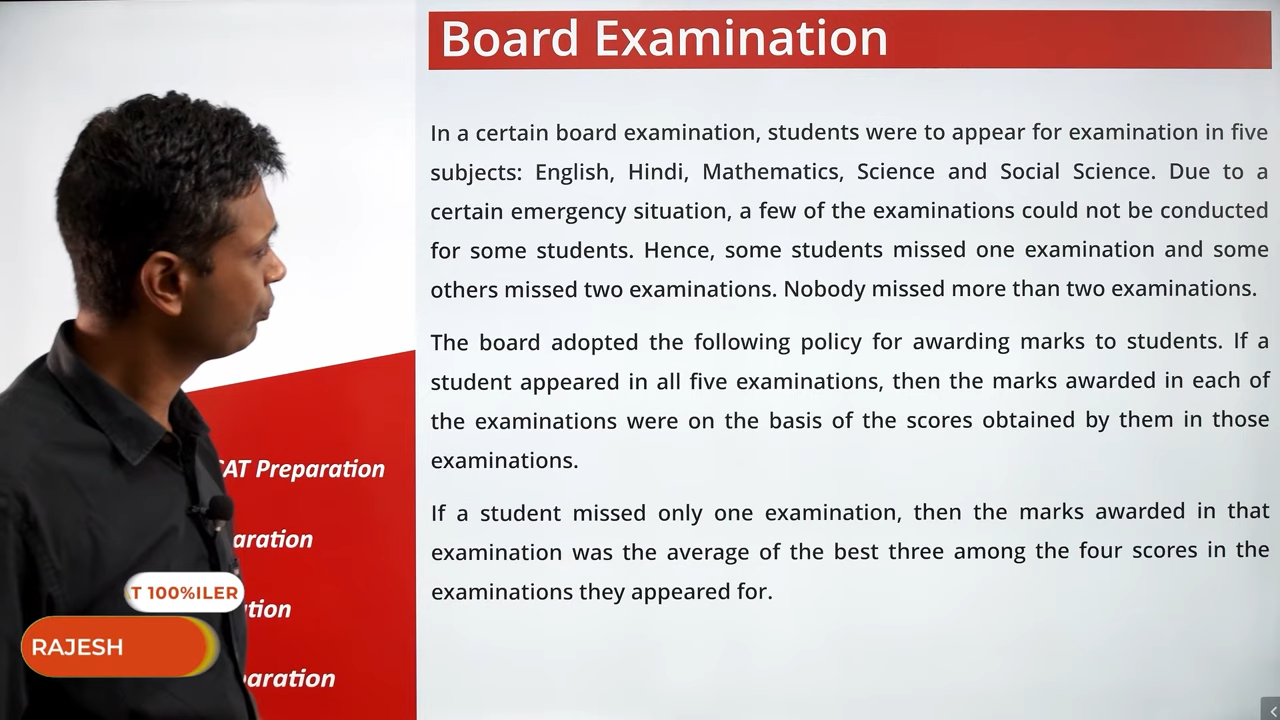 Board Examination
In a certain board examination, students were to appear for examination in five
subjects: English, Hindi, Mathematics, Science and Social Science. Due to a
certain emergency situation, a few of the examinations could not be conducted
for some students. Hence, some students missed one examination and some
others missed two examinations. Nobody missed more than two examinations.
The board adopted the following policy for awarding marks to students. If a
student appeared in all five examinations, then the marks awarded in each of
the examinations were on the basis of the scores obtained by them in those
examinations.
If a student missed only one examination, then the marks awarded in that
examination was the average of the best three among the four scores in the
examinations they appeared for.
Preparation
T 100%ILER
RAJESH